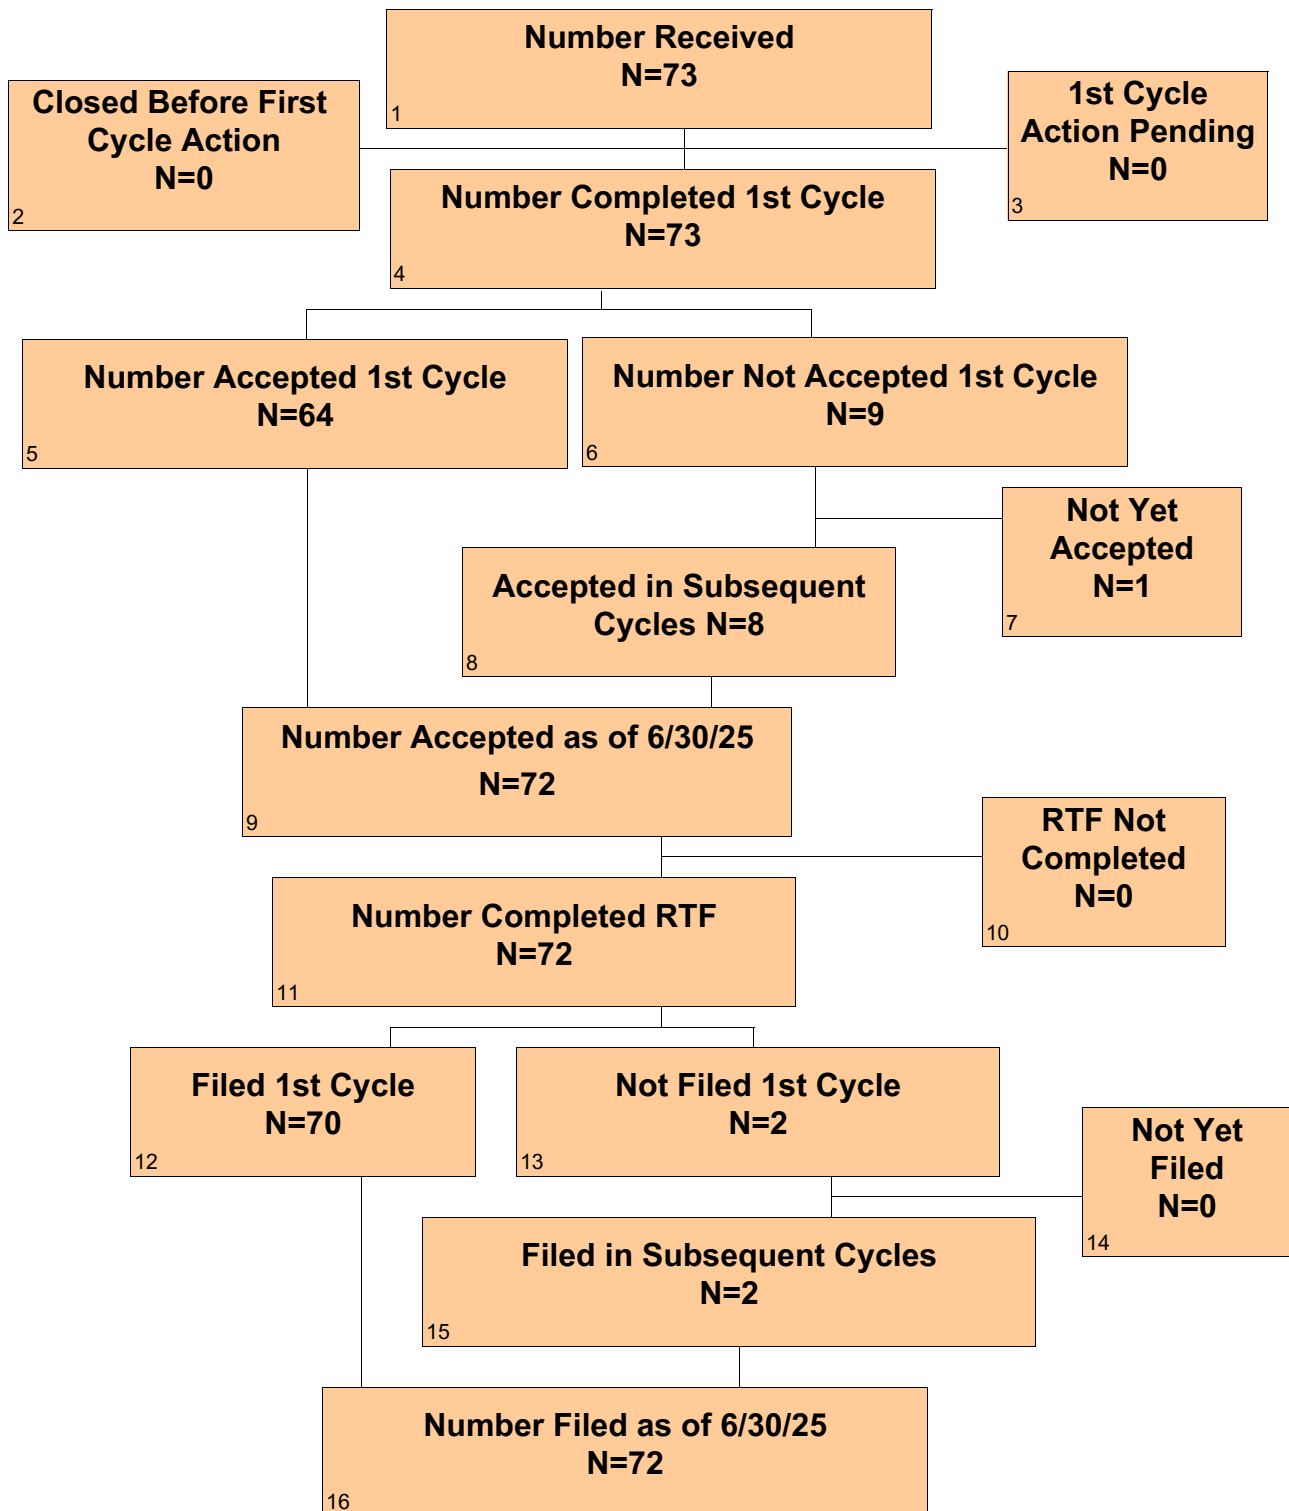 Number Received
N=73
1
Closed Before First
Cycle Action
N=0
2
1st Cycle
Action Pending
N=0
3
Number Completed 1st Cycle
N=73
4
Number Accepted 1st Cycle
N=64
5
Number Not Accepted 1st Cycle
N=9
6
Not Yet
Accepted
N=1
7
Accepted in Subsequent
Cycles N=8
8
Number Accepted as of 6/30/25
N=72
9
RTF Not
Completed
N=0
10
Number Completed RTF
N=72
11
Filed 1st Cycle
N=70
12
Not Filed 1st Cycle
N=2
13
Not Yet
Filed
N=0
14
Filed in Subsequent Cycles
N=2
15
Number Filed as of 6/30/25
N=72
16